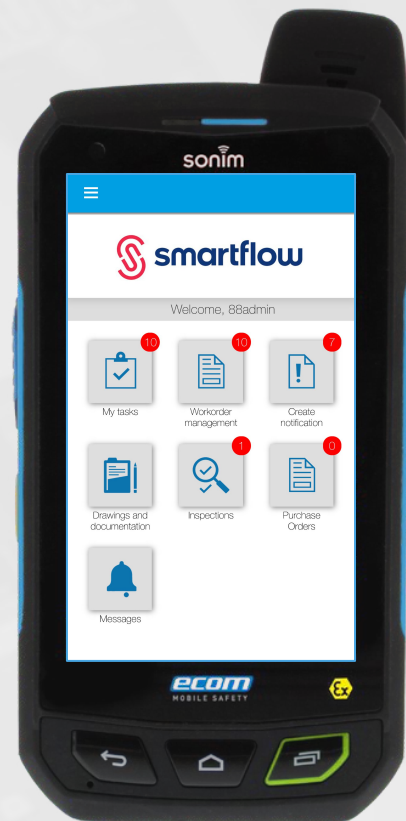 sonim
smartflow
Welcome, 88admin
10
10
7
My tasks
Workorder
management
Create
notification
1
0
Drawings and
documentation
Inspections
Purchase
Orders
Messages
ecom
MOBILE SAFETY
Ex